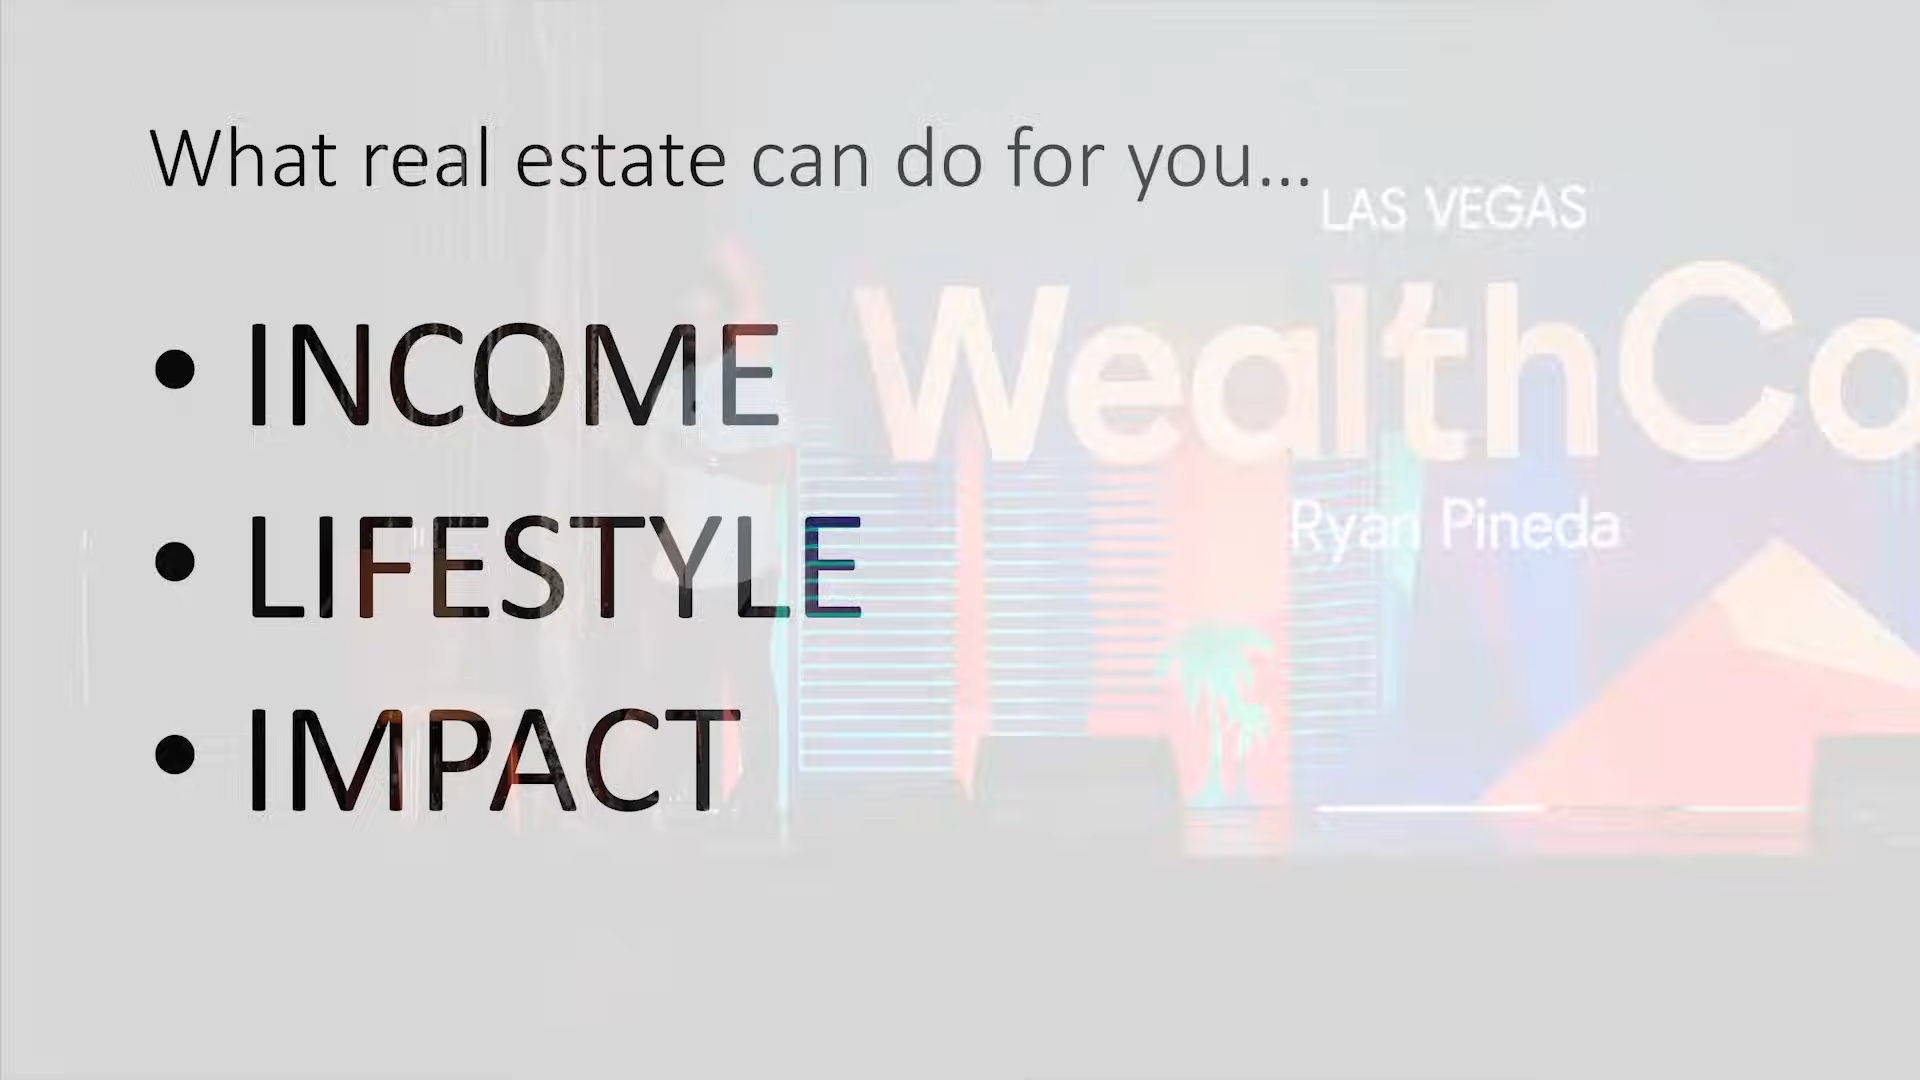 What real estate can do for you...
LAS VEGAS
• INCOME
WealthCo
Ryan Pineda
• LIFESTYLE
• IMPACT